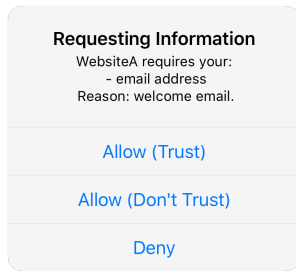 Requesting Information
WebsiteA requires your:
- email address
Reason: welcome email.
Allow (Trust)
Allow (Don't Trust)
Deny